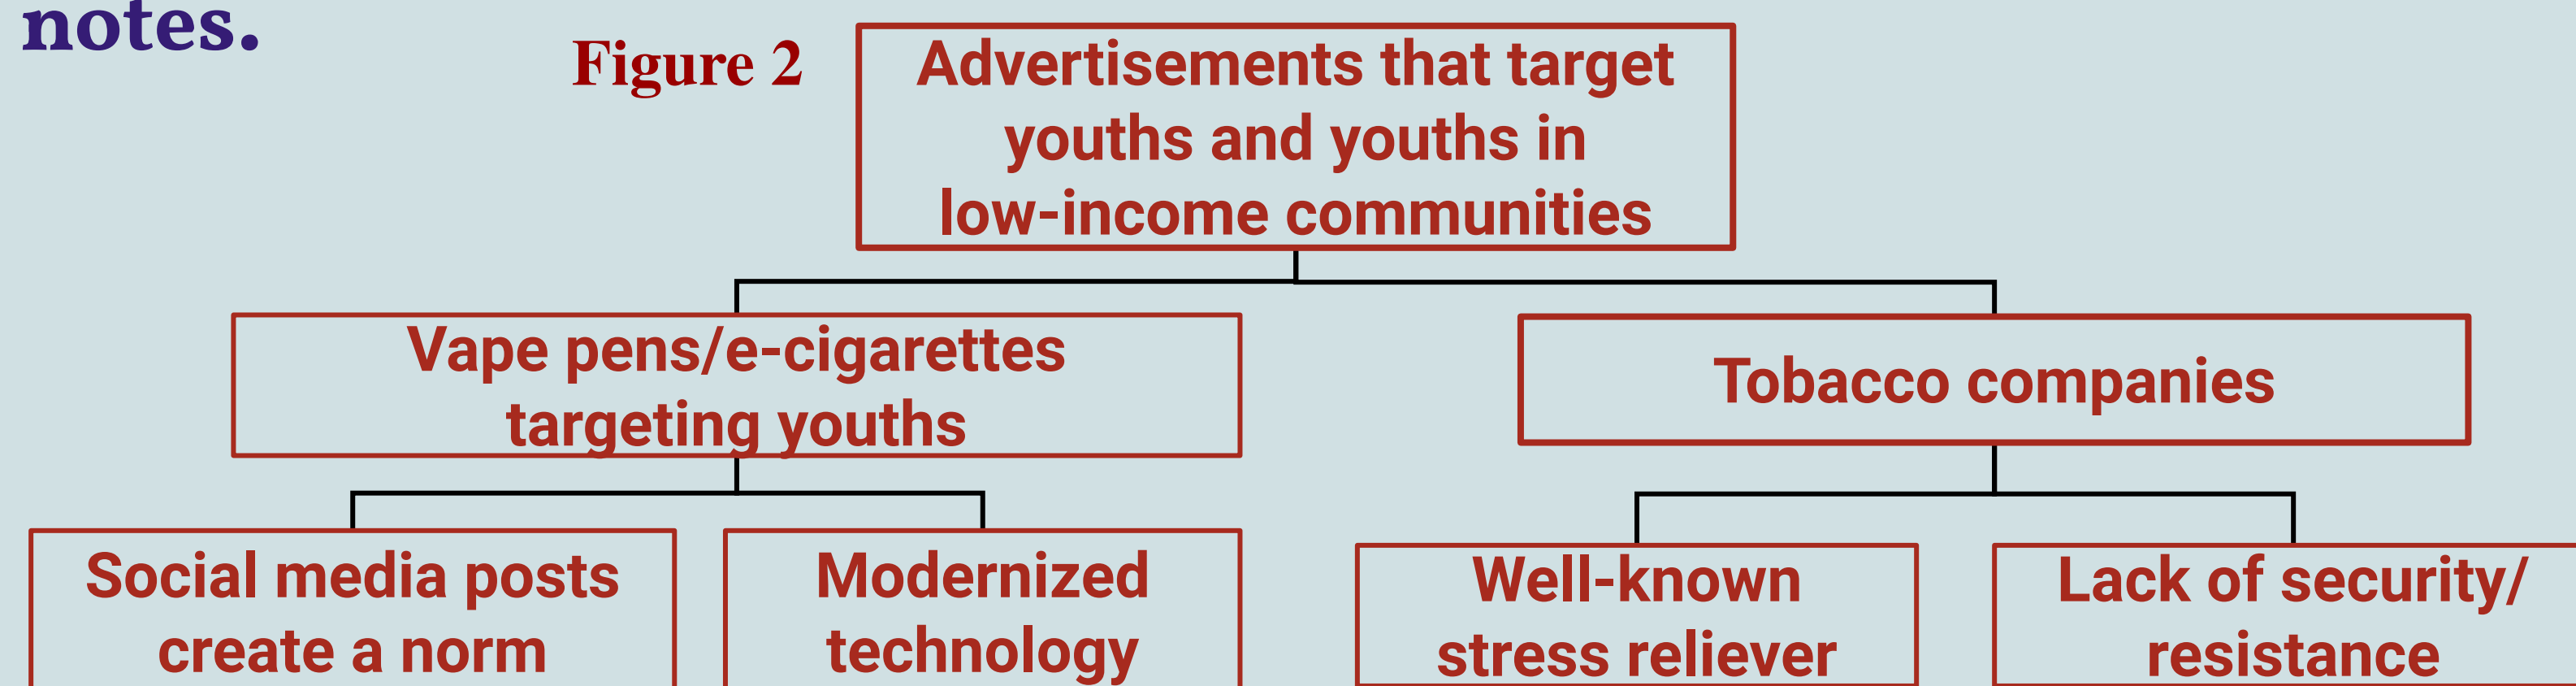 notes.
Figure 2
Advertisements that target
youths and youths in
low-income communities
Vape pens/e-cigarettes
targeting youths
Tobacco companies
Social media posts
create a norm
Modernized
technology
Well-known
stress reliever
Lack of security/
resistance